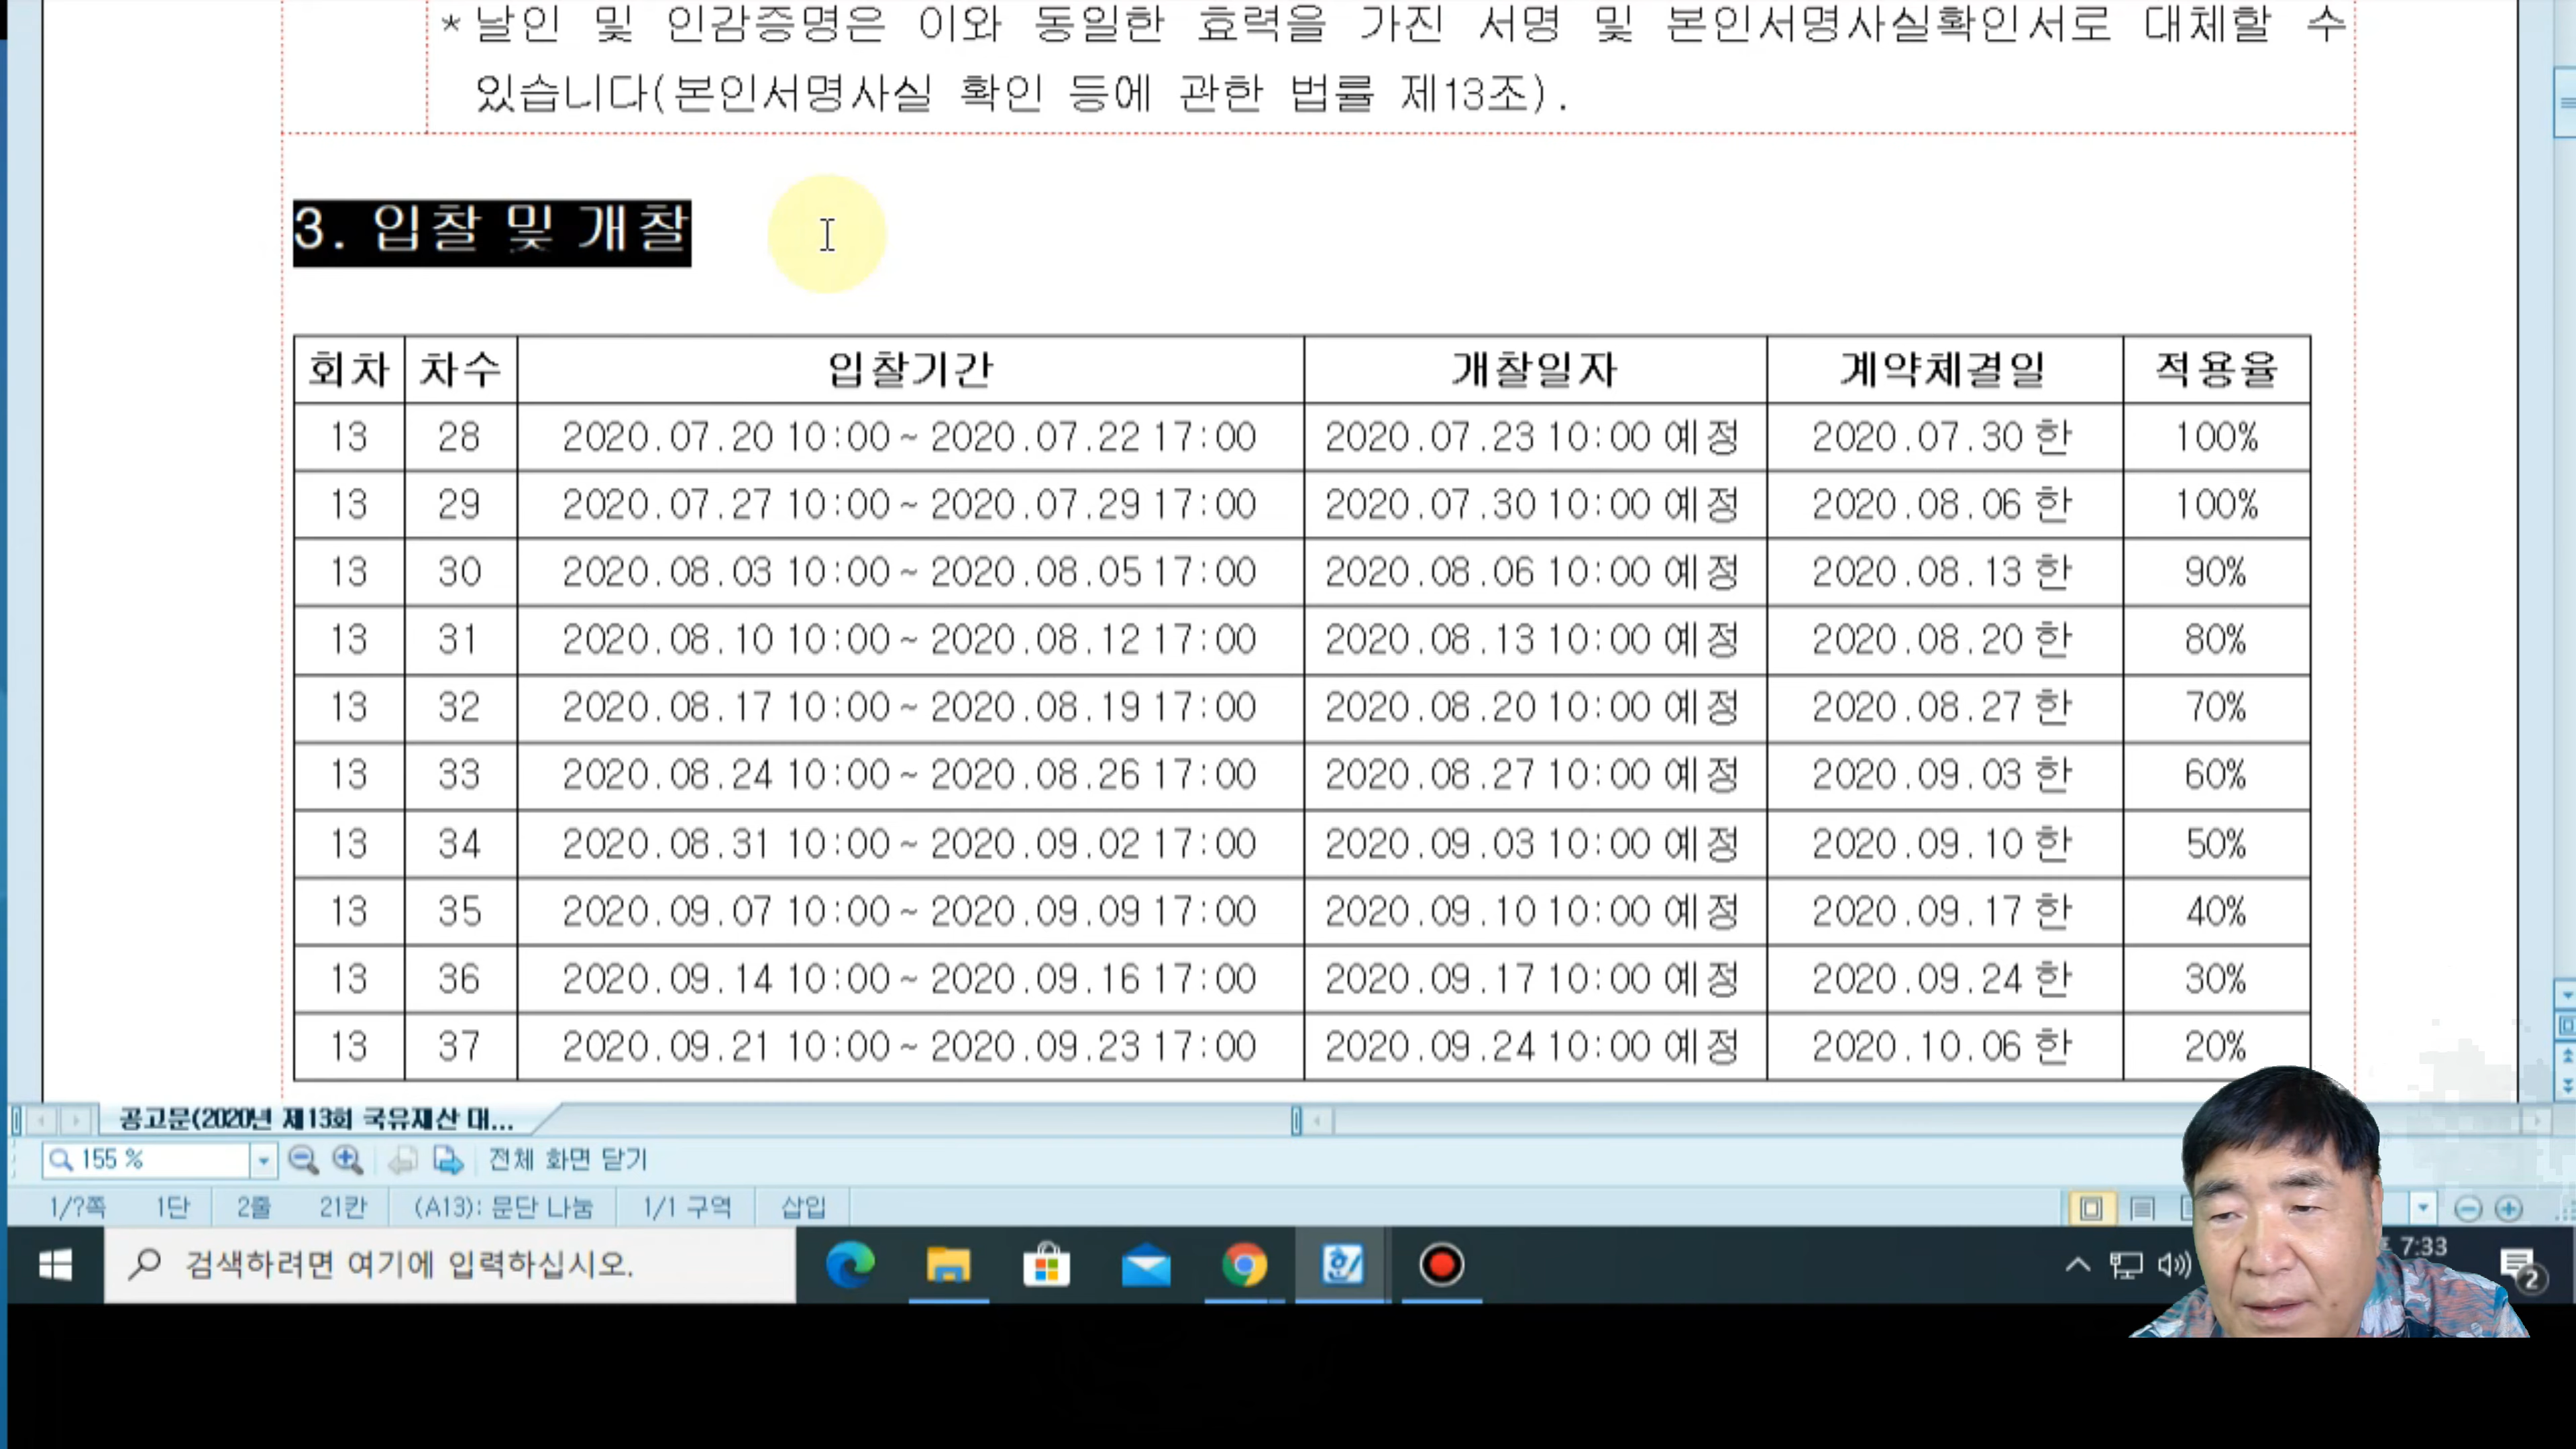 * 날인 및 인감증명은 이와 동일한 효력을 가진 서명 및 본인서명사실확인서로 대체할 수
있습니다(본인서명사실 확인 등에 관한 법률 제13조).
3. 입찰 및 개찰
회차 차수 입찰기간 개찰일자 계약체결일 적용율
13 28 2020.07.20 10:00 ~ 2020.07.22 17:00 2020.07.23 10:00 예정 2020.07.30 한 100%
13 29 2020.07.27 10:00 ~ 2020.07.29 17:00 2020.07.30 10:00 예정 2020.08.06 한 100%
13 30 2020.08.03 10:00 ~ 2020.08.05 17:00 2020.08.06 10:00 예정 2020.08.13 한 90%
13 31 2020.08.10 10:00 ~ 2020.08.12 17:00 2020.08.13 10:00 예정 2020.08.20 한 80%
13 32 2020.08.17 10:00 ~ 2020.08.19 17:00 2020.08.20 10:00 예정 2020.08.27 한 70%
13 33 2020.08.24 10:00 ~ 2020.08.26 17:00 2020.08.27 10:00 예정 2020.09.03 한 60%
13 34 2020.08.31 10:00 ~ 2020.09.02 17:00 2020.09.03 10:00 예정 2020.09.10 한 50%
13 35 2020.09.07 10:00 ~ 2020.09.09 17:00 2020.09.10 10:00 예정 2020.09.17 한 40%
13 36 2020.09.14 10:00 ~ 2020.09.16 17:00 2020.09.17 10:00 예정 2020.09.24 한 30%
13 37 2020.09.21 10:00 ~ 2020.09.23 17:00 2020.09.24 10:00 예정 2020.10.06 한 20%
공고문(2020년 제13회 국유재산 대...
155 % 전체 화면 닫기
1/?쪽 1단 2줄 21칸 (A13): 문단 나눔 1/1 구역 삽입
검색하려면 여기에 입력하십시오. 7:33
2